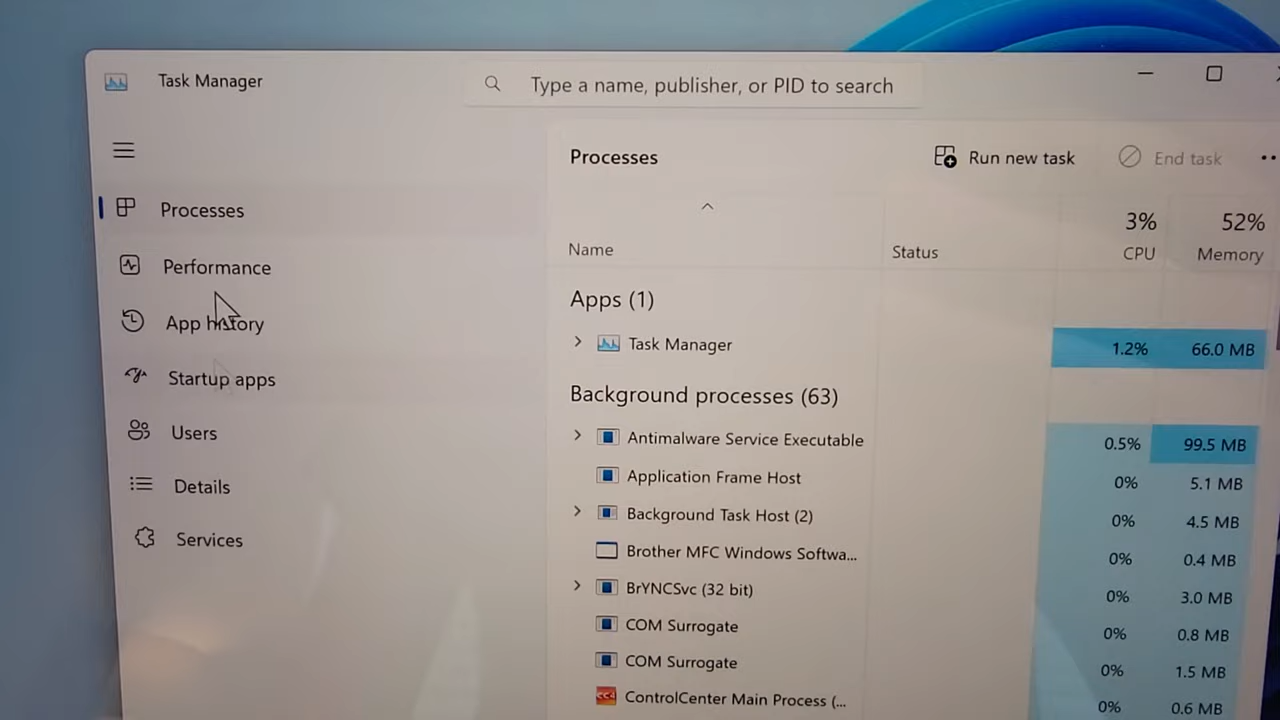 Task Manager
Type a name, publisher, or PID to search
Processes
Performance
App history
Startup apps
Users
Details
Services
Processes
Run new task
End task
Name
Status
3%
CPU
52%
Memory
Apps (1)
Task Manager 1.2% 66.0 MB
Background processes (63)
Antimalware Service Executable 0.5% 99.5 MB
Application Frame Host 0% 5.1 MB
Background Task Host (2) 0% 4.5 MB
Brother MFC Windows Softwa... 0% 0.4 MB
BrYNCSvc (32 bit) 0% 3.0 MB
COM Surrogate 0% 0.8 MB
COM Surrogate 0% 1.5 MB
ControlCenter Main Process (... 0% 0.6 MB